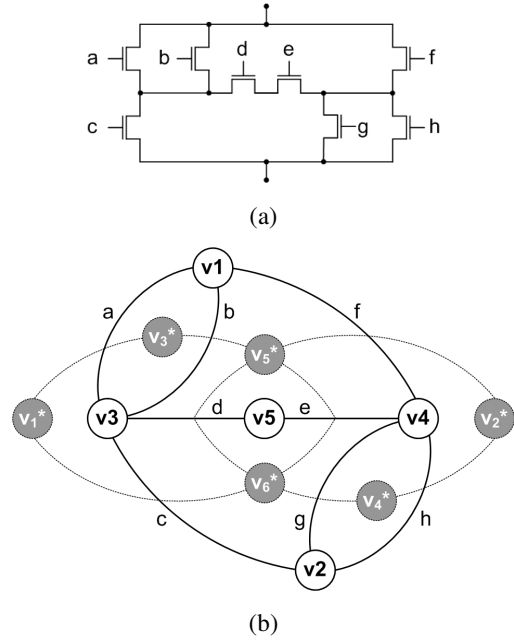 a b d e f
c g h
(a)
v1
a b f
v3*
v5*
v1* v3 d v5 e v4 v2*
v6*
v4*
c g h
v2
(b)